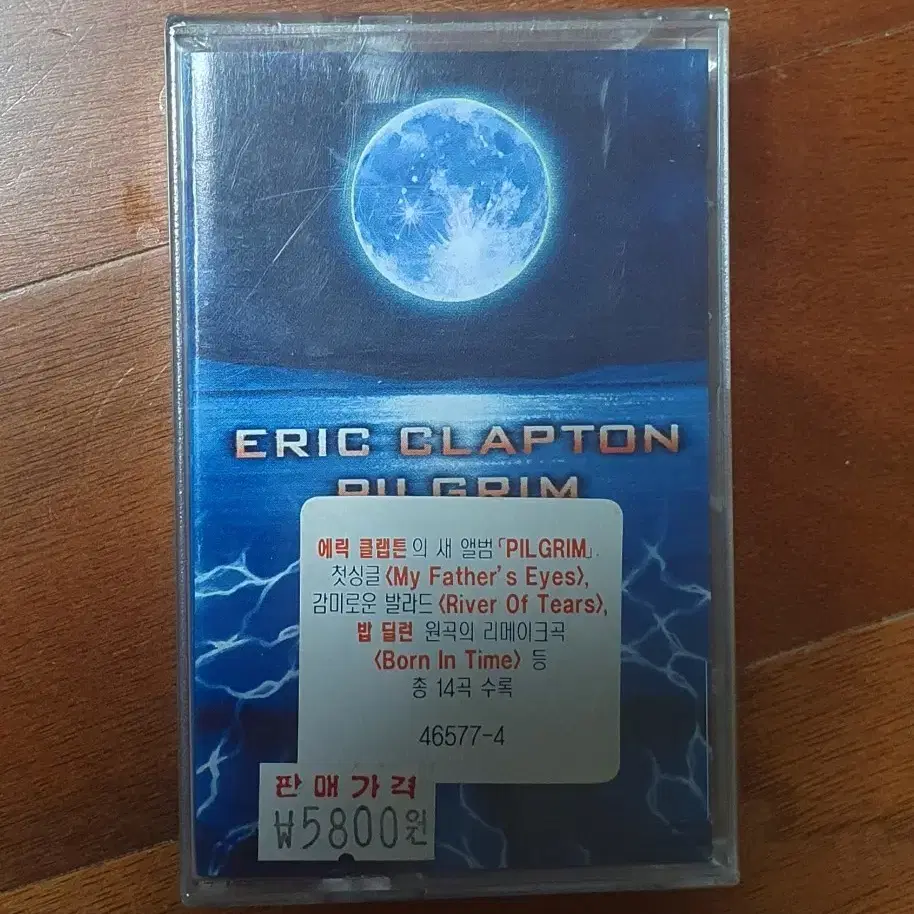 ERIC CLAPTON
PILGRIM
에릭 클랩튼의 새 앨범 「PILGRIM」.
첫싱글 〈My Father's Eyes〉,
감미로운 발라드 〈River Of Tears〉,
밥 딜런 원곡의 리메이크곡
〈Born In Time〉 등
총 14곡 수록
46577-4
판매가격
₩5800원